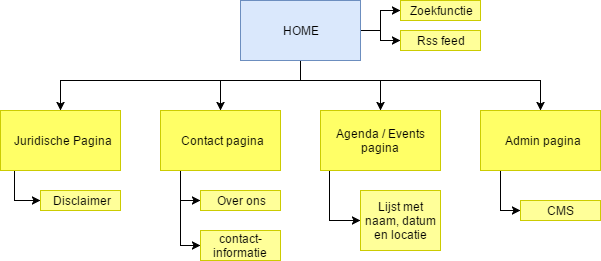 HOME
Zoekfunctie
Rss feed
Juridische Pagina
Contact pagina
Agenda / Events
pagina
Admin pagina
Disclaimer
Over ons
contact-
informatie
Lijst met
naam, datum
en locatie
CMS